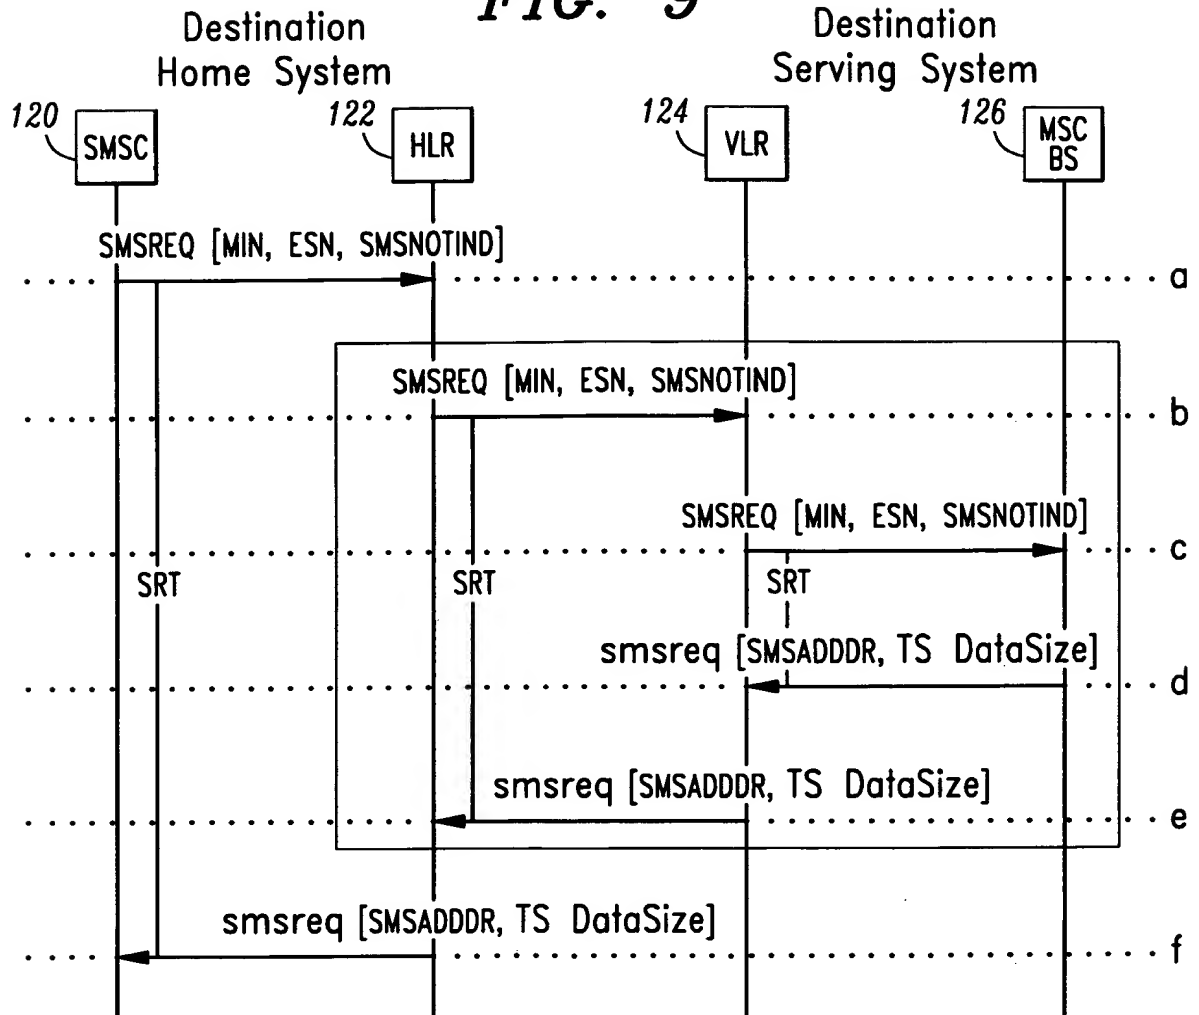 FIG. 9
Destination
Home System
Destination
Serving System
120
SMSC
122
HLR
124
VLR
126
MSC
BS
SMSREQ [MIN, ESN, SMSNOTIND]
a
SMSREQ [MIN, ESN, SMSNOTIND]
b
SMSREQ [MIN, ESN, SMSNOTIND]
c
SRT
SRT
SRT
smsreq [SMSADDDR, TS DataSize]
d
smsreq [SMSADDDR, TS DataSize]
e
smsreq [SMSADDDR, TS DataSize]
f